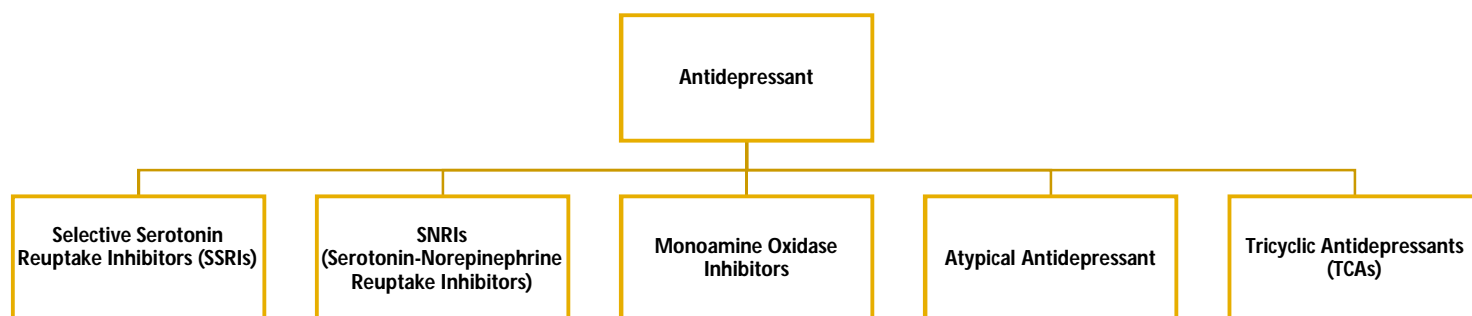 Antidepressant
Selective Serotonin
Reuptake Inhibitors (SSRIs)
SNRIs
(Serotonin-Norepinephrine
Reuptake Inhibitors)
Monoamine Oxidase
Inhibitors
Atypical Antidepressant
Tricyclic Antidepressants
(TCAs)